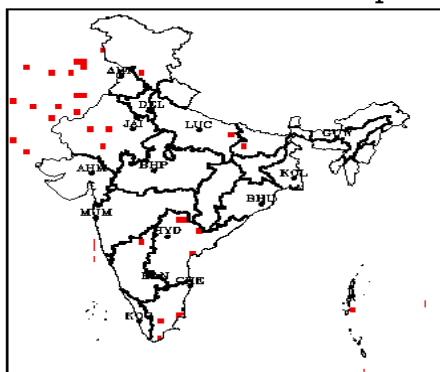 AMR
DEL
JAI
LUC
GUW
AHM
BHP
KOL
BHU
MUM
HYD
BAN
CHE
KOC